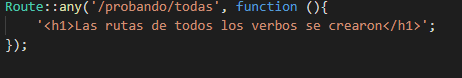 Route::any('/probando/todas', function (){
    '<h1>Las rutas de todos los verbos se crearon</h1>';
});